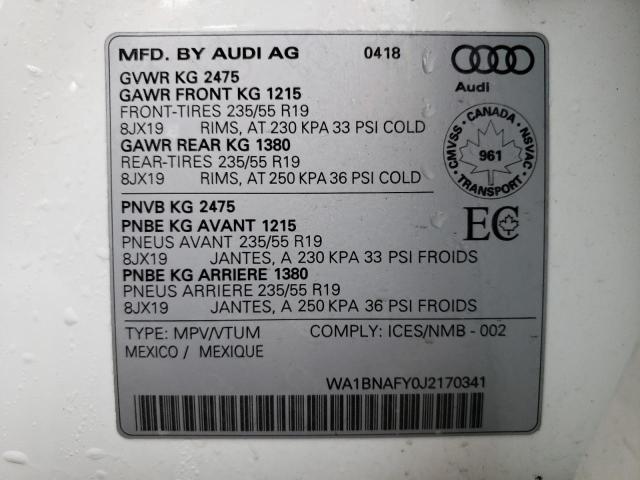 MFD. BY AUDI AG 0418
Audi
GVWR KG 2475
GAWR FRONT KG 1215
FRONT-TIRES 235/55 R19
8JX19 RIMS, AT 230 KPA 33 PSI COLD
GAWR REAR KG 1380
REAR-TIRES 235/55 R19
8JX19 RIMS, AT 250 KPA 36 PSI COLD
CMVSS - CANADA - NSVAC
961
TRANSPORT
PNVB KG 2475
PNBE KG AVANT 1215
PNEUS AVANT 235/55 R19
8JX19 JANTES, A 230 KPA 33 PSI FROIDS
PNBE KG ARRIERE 1380
PNEUS ARRIERE 235/55 R19
8JX19 JANTES, A 250 KPA 36 PSI FROIDS
EC
TYPE: MPV/VTUM COMPLY: ICES/NMB - 002
MEXICO / MEXIQUE
WA1BNAFY0J2170341